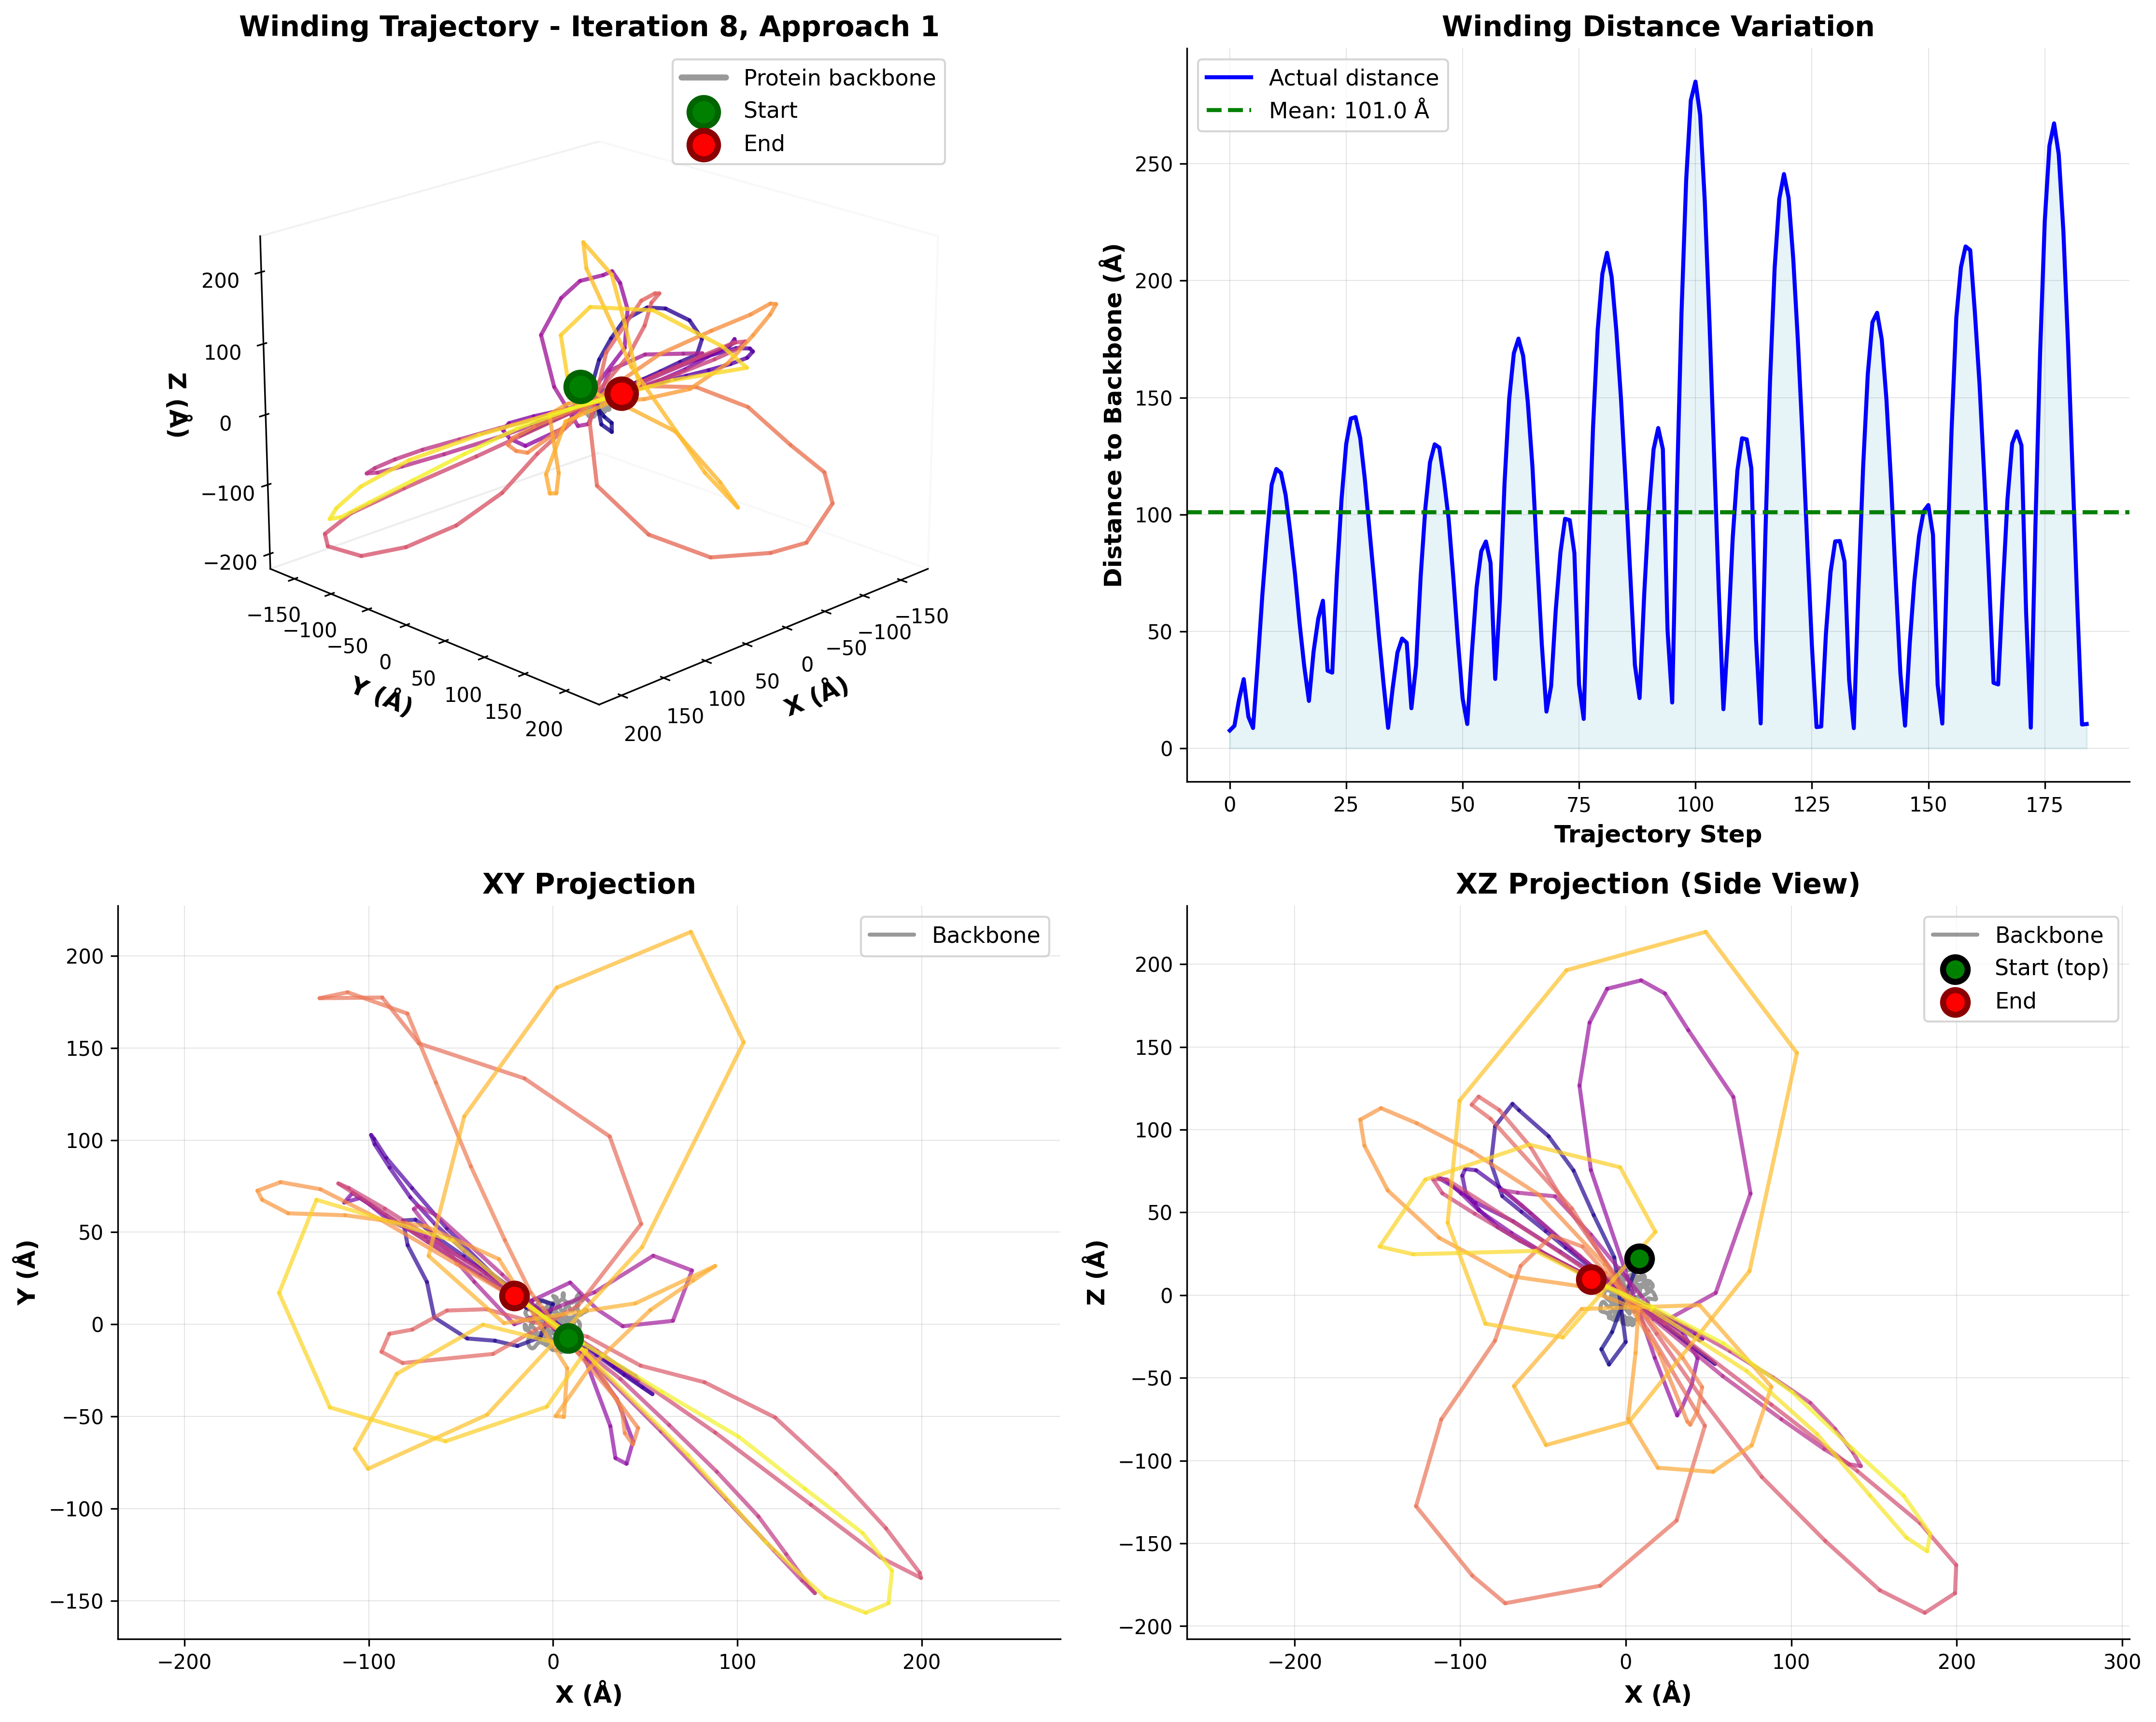 Winding Trajectory - Iteration 8, Approach 1
Protein backbone
Start
End
200
100
0
−100
−200
Z (Å)
−150
−100
−50
0
50
100
150
200
Y (Å)
200
150
100
50
0
−50
−100
−150
X (Å)
Winding Distance Variation
Actual distance
Mean: 101.0 Å
250
200
150
100
50
0
Distance to Backbone (Å)
0 25 50 75 100 125 150 175
Trajectory Step
XY Projection
Backbone
200
150
100
50
0
−50
−100
−150
Y (Å)
−200 −100 0 100 200
X (Å)
XZ Projection (Side View)
Backbone
Start (top)
End
200
150
100
50
0
−50
−100
−150
−200
Z (Å)
−200 −100 0 100 200 300
X (Å)